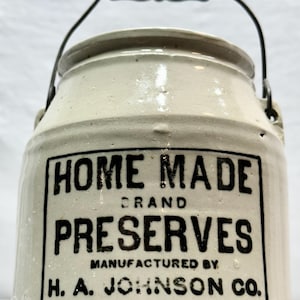 HOME MADE
BRAND
PRESERVES
MANUFACTURED BY
H. A. JOHNSON CO.